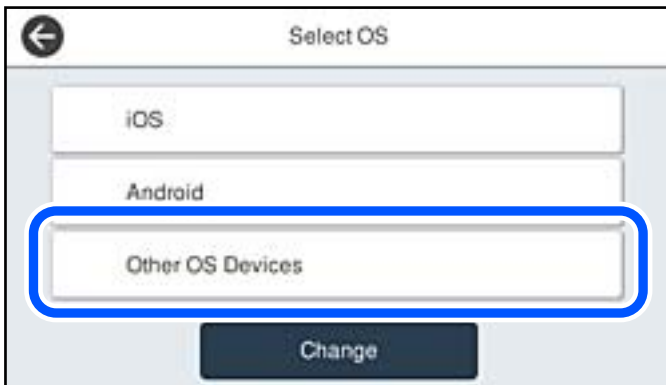 Select OS
iOS
Android
Other OS Devices
Change